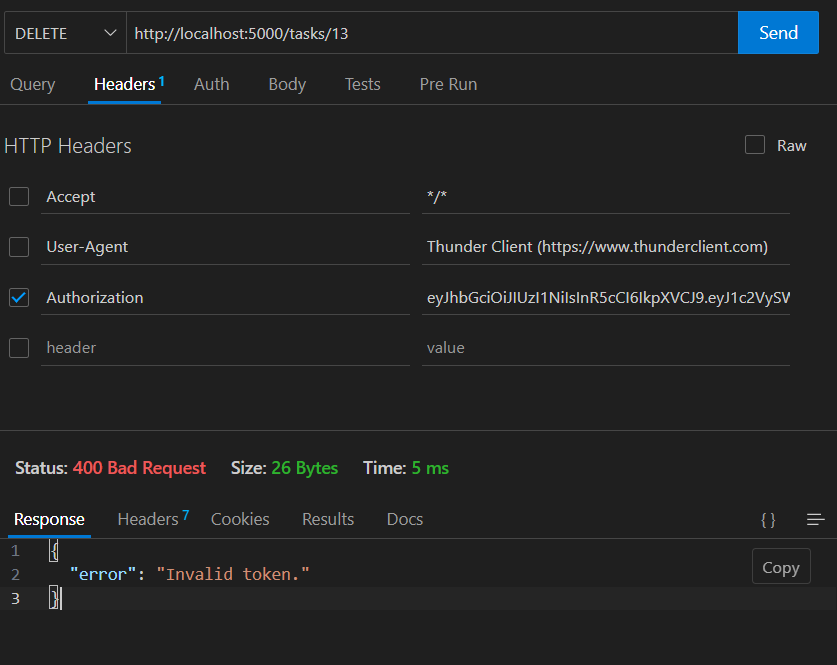 DELETE http://localhost:5000/tasks/13 Send
Query Headers 1 Auth Body Tests Pre Run
HTTP Headers Raw
Accept */*
User-Agent Thunder Client (https://www.thunderclient.com)
Authorization eyJhbGciOiJIUzI1NiIsInR5cCI6IkpXVCJ9.eyJ1c2VySW
header value
Status: 400 Bad Request Size: 26 Bytes Time: 5 ms
Response Headers 7 Cookies Results Docs { }
1 {
2 "error": "Invalid token."
Copy
3 }